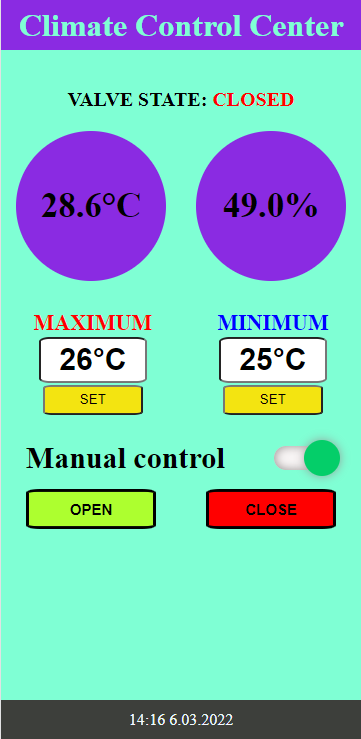 Climate Control Center
VALVE STATE: CLOSED
28.6°C 49.0%
MAXIMUM MINIMUM
26°C 25°C
SET SET
Manual control
OPEN CLOSE
14:16 6.03.2022